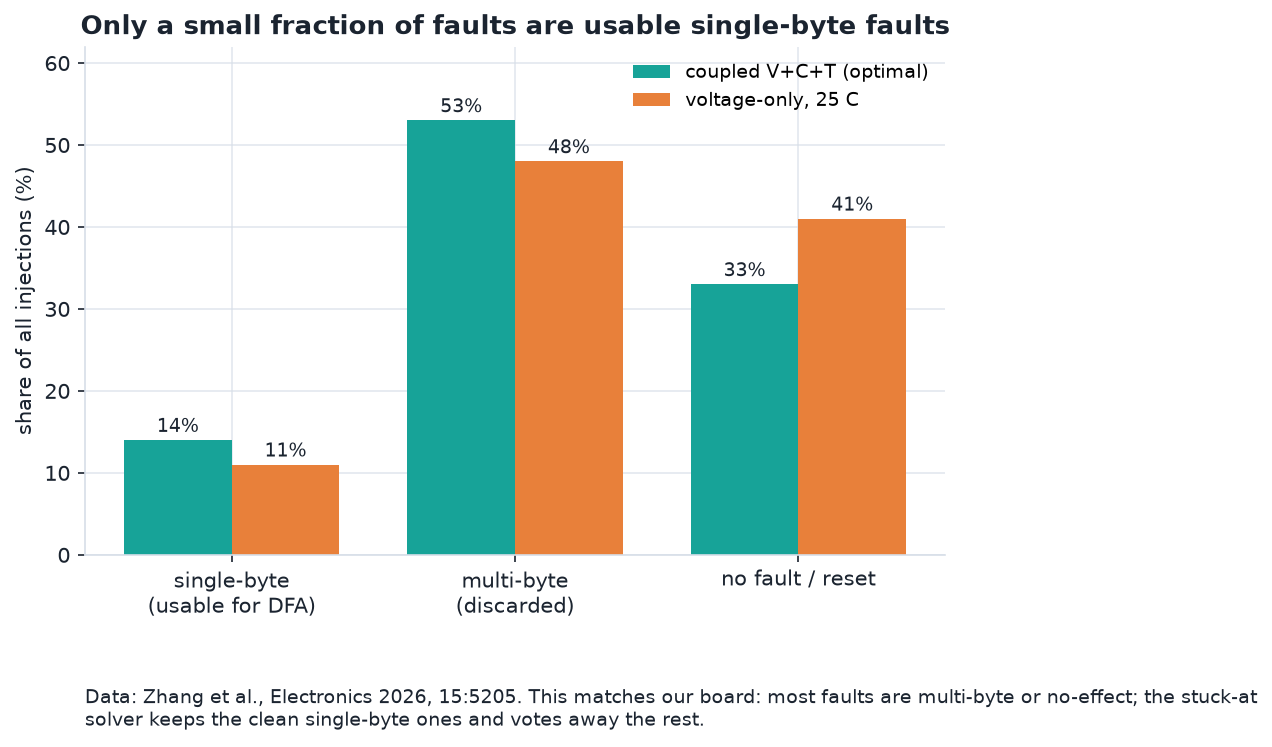 Only a small fraction of faults are usable single-byte faults
coupled V+C+T (optimal)
voltage-only, 25 C
share of all injections (%)
60
50
40
30
20
10
0
14%
11%
53%
48%
33%
41%
single-byte
(usable for DFA)
multi-byte
(discarded)
no fault / reset
Data: Zhang et al., Electronics 2026, 15:5205. This matches our board: most faults are multi-byte or no-effect; the stuck-at
solver keeps the clean single-byte ones and votes away the rest.